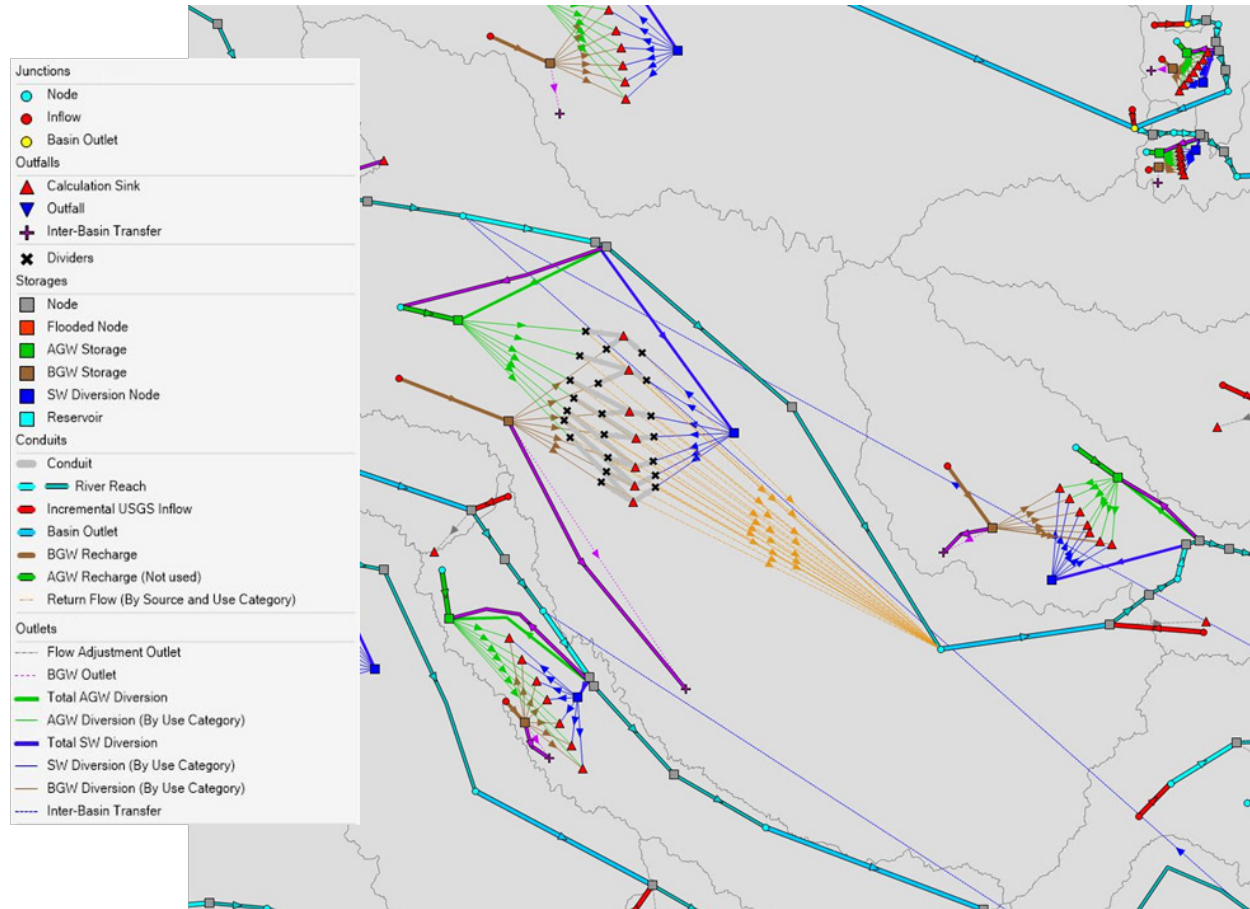 Junctions
Node
Inflow
Basin Outlet
Outfalls
Calculation Sink
Outfall
Inter-Basin Transfer
Dividers
Storages
Node
Flooded Node
AGW Storage
BGW Storage
SW Diversion Node
Reservoir
Conduits
Conduit
River Reach
Incremental USGS Inflow
Basin Outlet
BGW Recharge
AGW Recharge (Not used)
Return Flow (By Source and Use Category)
Outlets
Flow Adjustment Outlet
BGW Outlet
Total AGW Diversion
AGW Diversion (By Use Category)
Total SW Diversion
SW Diversion (By Use Category)
BGW Diversion (By Use Category)
Inter-Basin Transfer